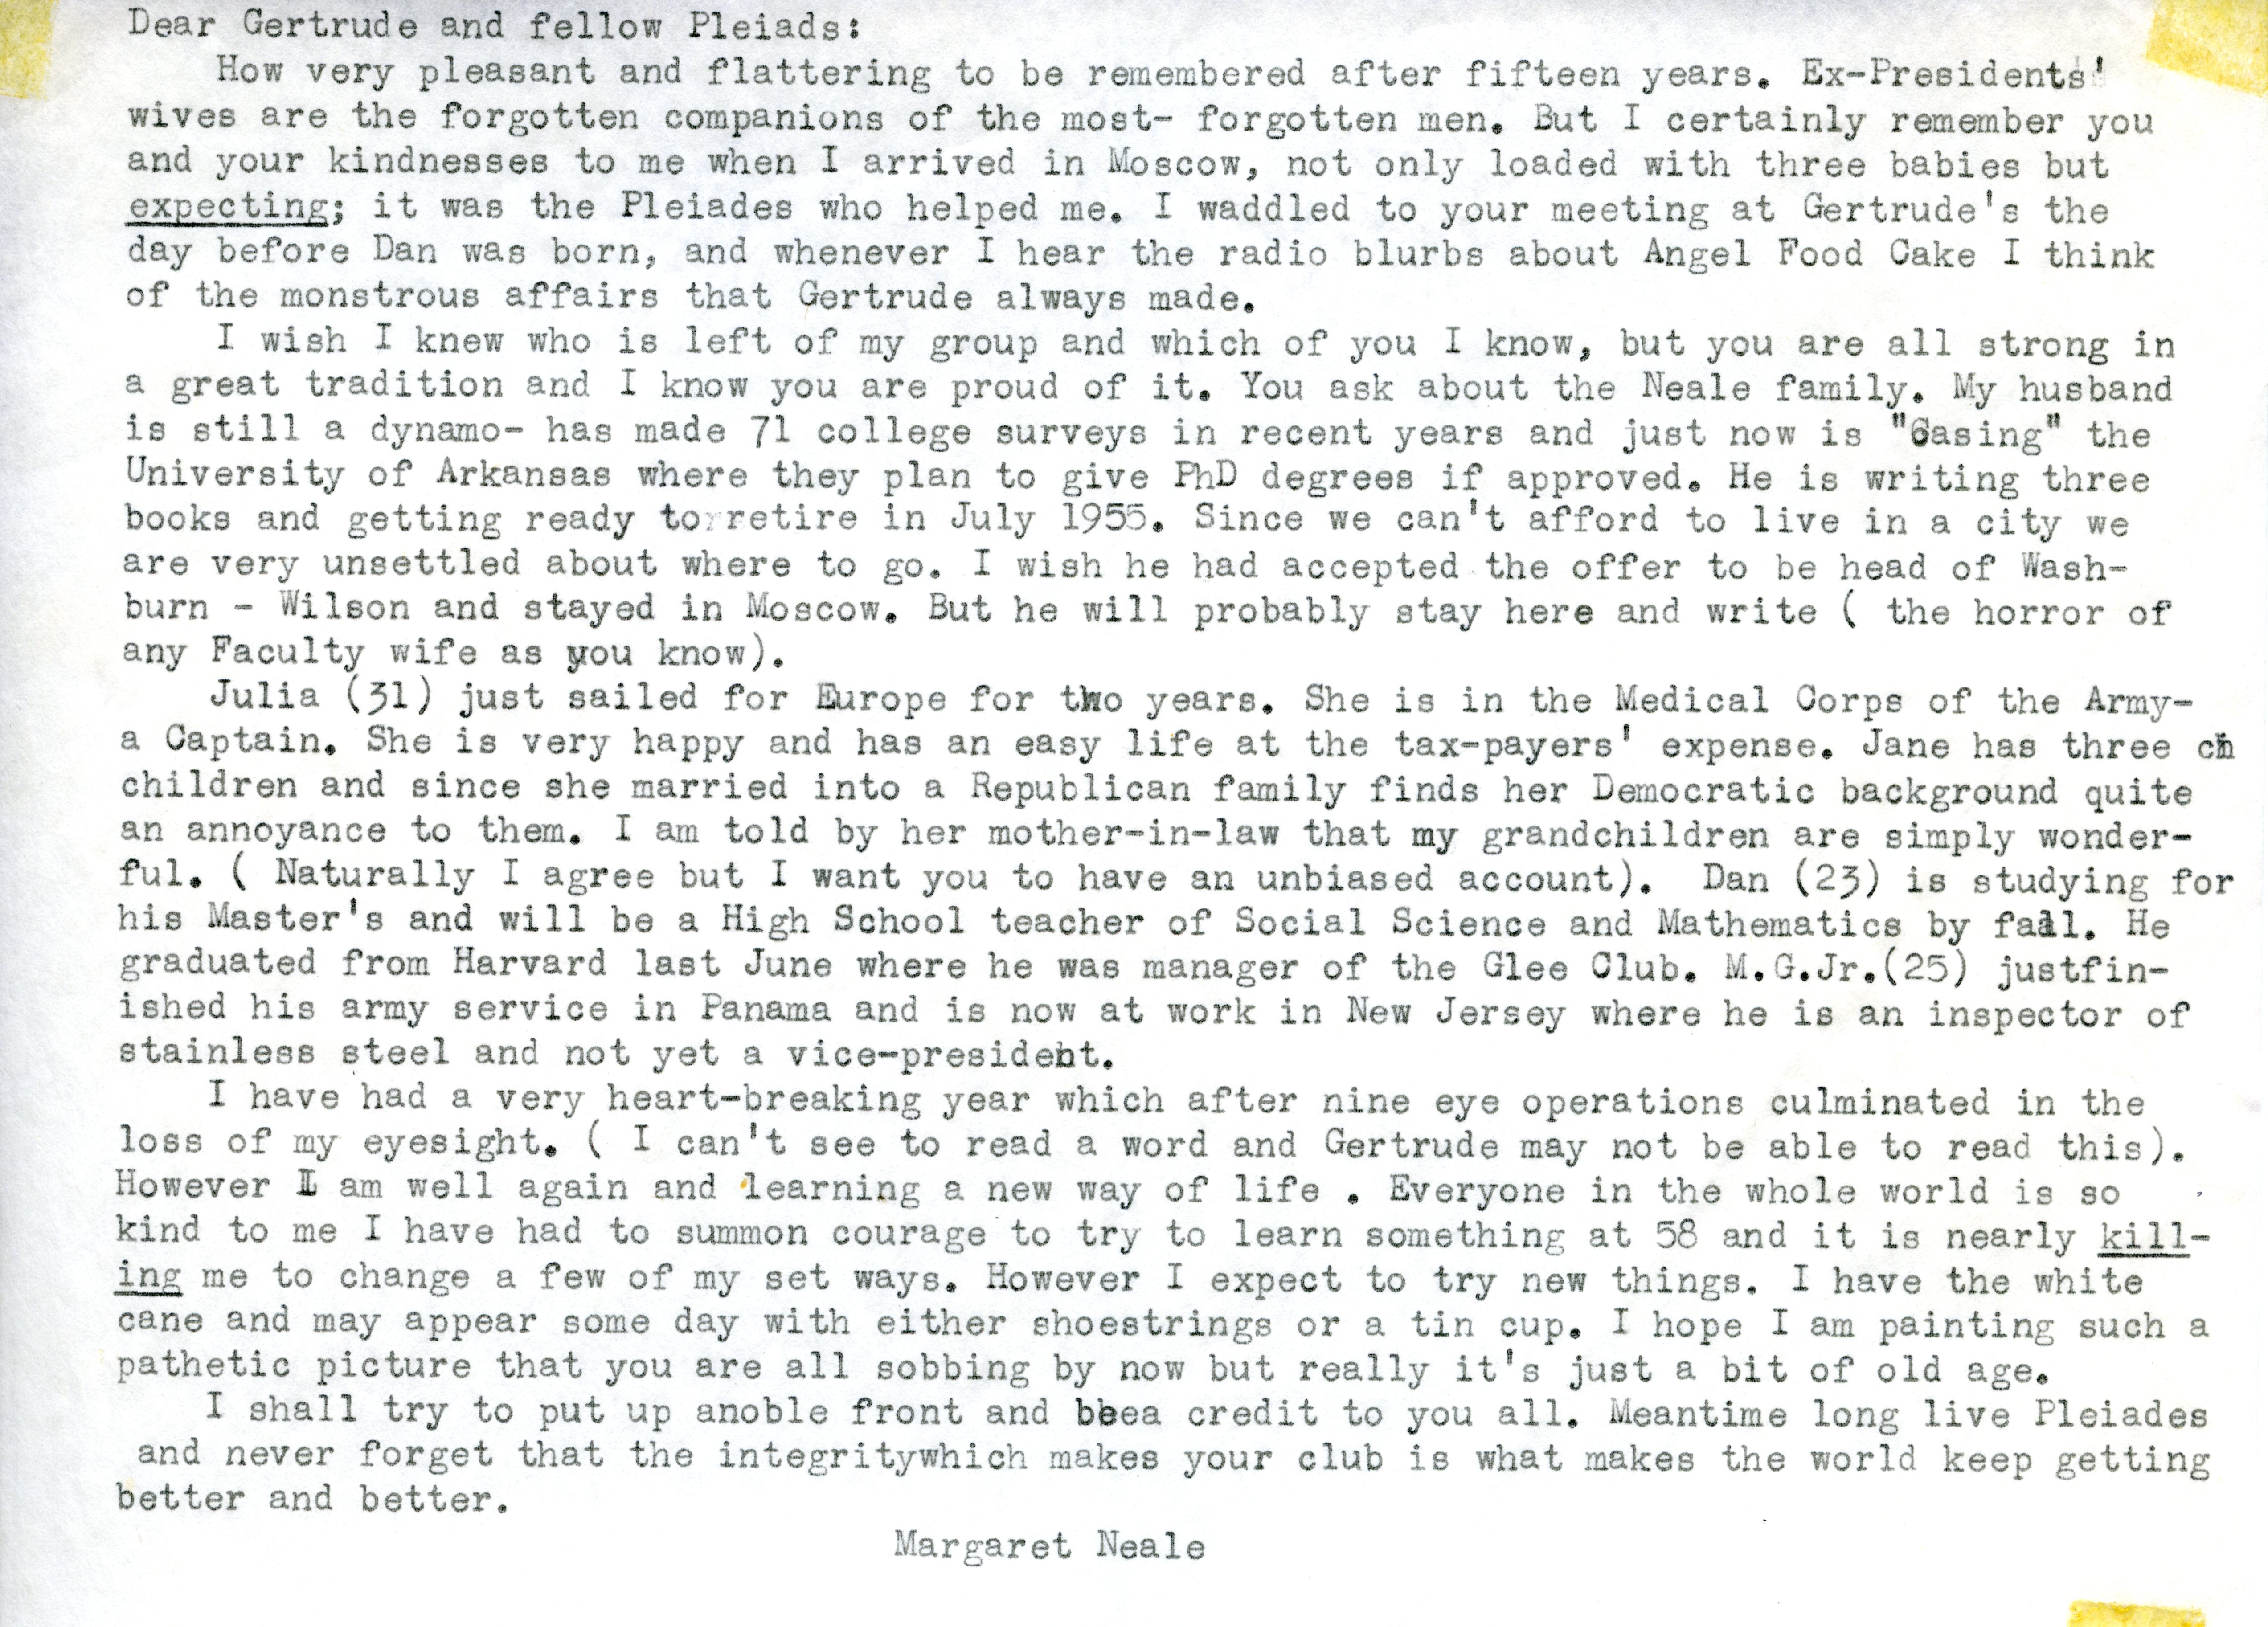 Dear Gertrude and fellow Pleiads:
How very pleasant and flattering to be remembered after fifteen years. Ex-Presidents'
wives are the forgotten companions of the most- forgotten men. But I certainly remember you
and your kindnesses to me when I arrived in Moscow, not only loaded with three babies but
expecting; it was the Pleiades who helped me. I waddled to your meeting at Gertrude's the
day before Dan was born, and whenever I hear the radio blurbs about Angel Food Cake I think
of the monstrous affairs that Gertrude always made.
I wish I knew who is left of my group and which of you I know, but you are all strong in
a great tradition and I know you are proud of it. You ask about the Neale family. My husband
is still a dynamo- has made 71 college surveys in recent years and just now is "Casing" the
University of Arkansas where they plan to give PhD degrees if approved. He is writing three
books and getting ready to retire in July 1955. Since we can't afford to live in a city we
are very unsettled about where to go. I wish he had accepted the offer to be head of Wash-
burn - Wilson and stayed in Moscow. But he will probably stay here and write ( the horror of
any Faculty wife as you know).
Julia (31) just sailed for Europe for two years. She is in the Medical Corps of the Army-
a Captain. She is very happy and has an easy life at the tax-payers' expense. Jane has three ch
children and since she married into a Republican family finds her Democratic background quite
an annoyance to them. I am told by her mother-in-law that my grandchildren are simply wonder-
ful. ( Naturally I agree but I want you to have an unbiased account). Dan (23) is studying for
his Master's and will be a High School teacher of Social Science and Mathematics by fall. He
graduated from Harvard last June where he was manager of the Glee Club. M.G.Jr.(25) justfin-
ished his army service in Panama and is now at work in New Jersey where he is an inspector of
stainless steel and not yet a vice-president.
I have had a very heart-breaking year which after nine eye operations culminated in the
loss of my eyesight. ( I can't see to read a word and Gertrude may not be able to read this).
However I am well again and learning a new way of life . Everyone in the whole world is so
kind to me I have had to summon courage to try to learn something at 58 and it is nearly kill-
ing me to change a few of my set ways. However I expect to try new things. I have the white
cane and may appear some day with either shoestrings or a tin cup. I hope I am painting such a
pathetic picture that you are all sobbing by now but really it's just a bit of old age.
I shall try to put up anoble front and beea credit to you all. Meantime long live Pleiades
and never forget that the integritywhich makes your club is what makes the world keep getting
better and better.
Margaret Neale